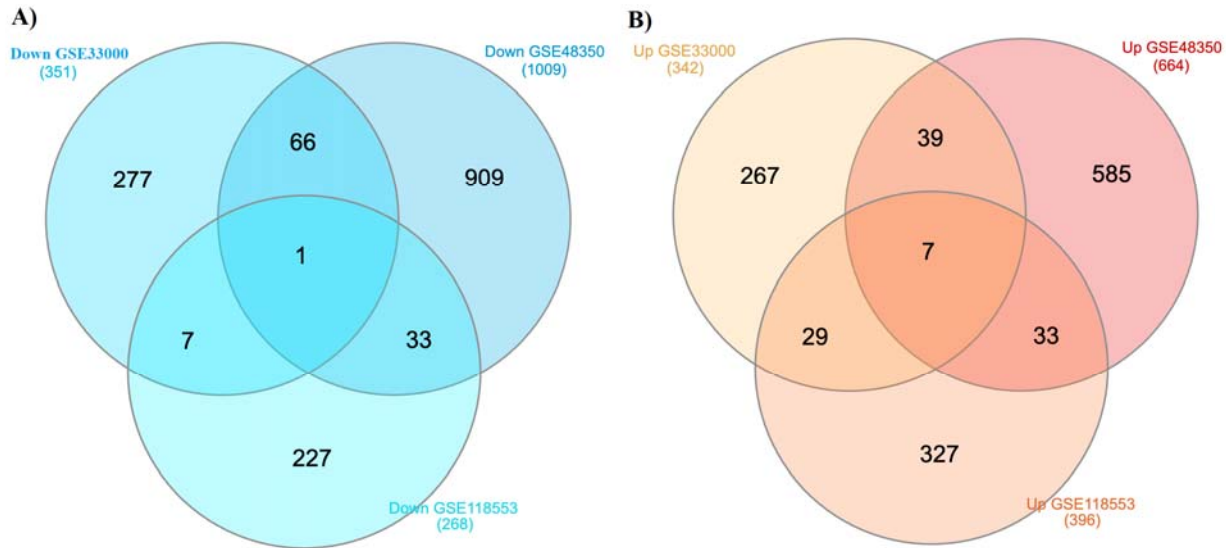 A)
Down GSE33000
(351)
Down GSE48350
(1009)
66
277
909
1
7
33
227
Down GSE118553
(268)
B)
Up GSE33000
(342)
Up GSE48350
(664)
39
267
585
7
29
33
327
Up GSE118553
(396)